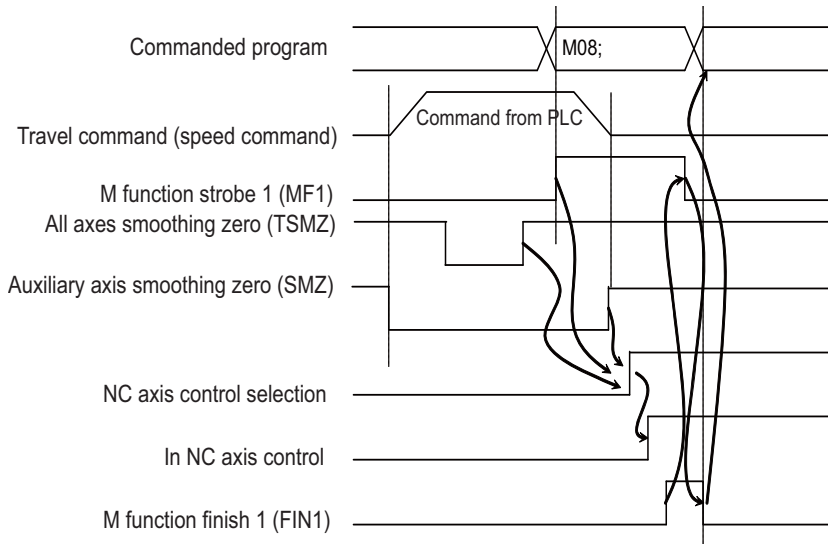 Commanded program
M08;
Travel command (speed command)
Command from PLC
M function strobe 1 (MF1)
All axes smoothing zero (TSMZ)
Auxiliary axis smoothing zero (SMZ)
NC axis control selection
In NC axis control
M function finish 1 (FIN1)